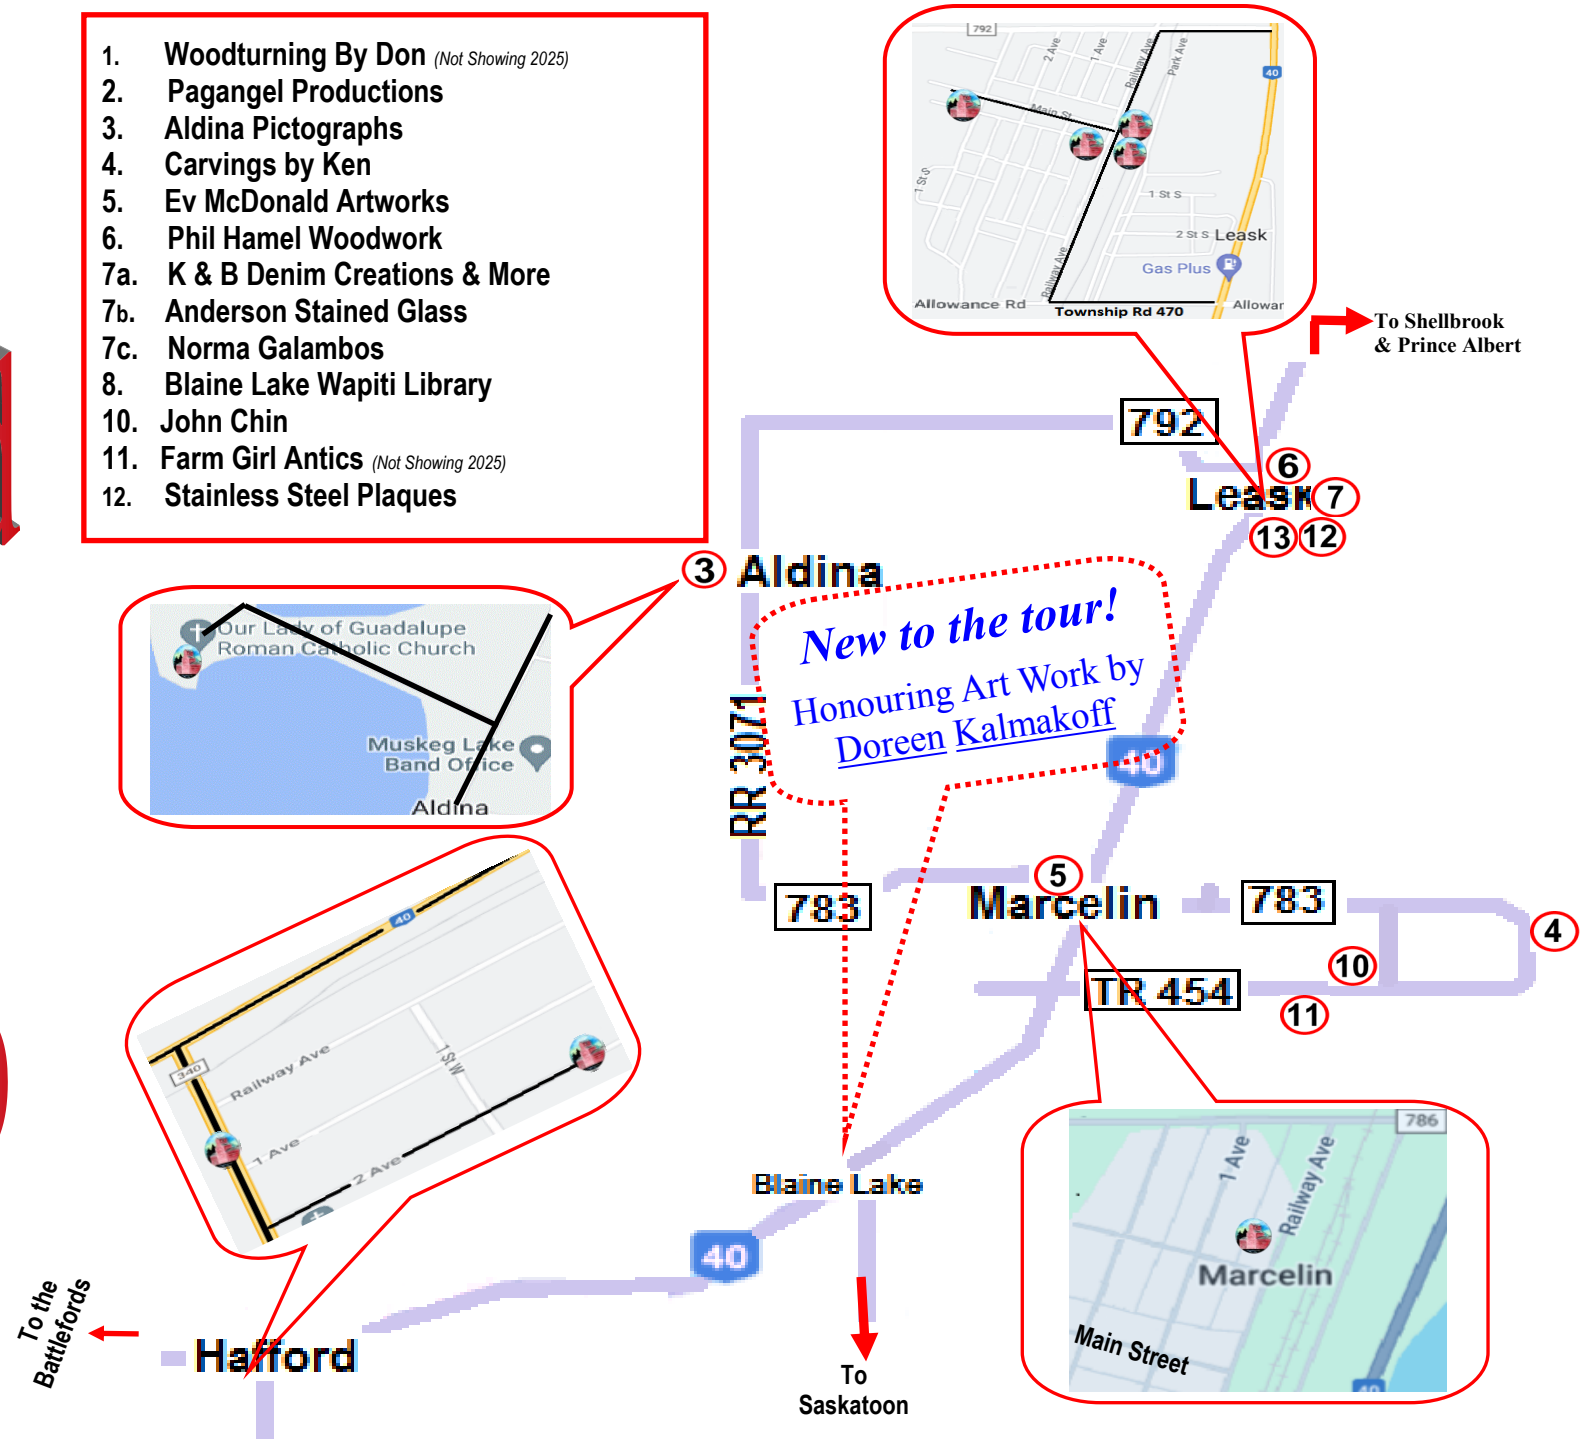 1. Woodturning By Don (Not Showing 2025)
2. Pagangel Productions
3. Aldina Pictographs
4. Carvings by Ken
5. Ev McDonald Artworks
6. Phil Hamel Woodwork
7a. K & B Denim Creations & More
7b. Anderson Stained Glass
7c. Norma Galambos
8. Blaine Lake Wapiti Library
10. John Chin
11. Farm Girl Antics (Not Showing 2025)
12. Stainless Steel Plaques
792
2 Ave
1 Ave
Railway Ave
Park Ave
40
Main St
1 St S
1 St S
2 St S
Leask
Gas Plus
Railway Ave
Allowance Rd
Township Rd 470
Allowar
To Shellbrook
& Prince Albert
792
6
Leask
7
13
12
3
Aldina
Our Lady of Guadalupe
Roman Catholic Church
Muskeg Lake
Band Office
Aldina
New to the tour!
Honouring Art Work by
Doreen Kalmakoff
RR 3071
40
5
783
Marcelin
783
4
10
TR 454
11
40
340
Railway Ave
1 St W
1 Ave
2 Ave
Blaine Lake
40
786
1 Ave
Railway Ave
Marcelin
Main Street
40
To the
Battlefords
Hafford
To
Saskatoon